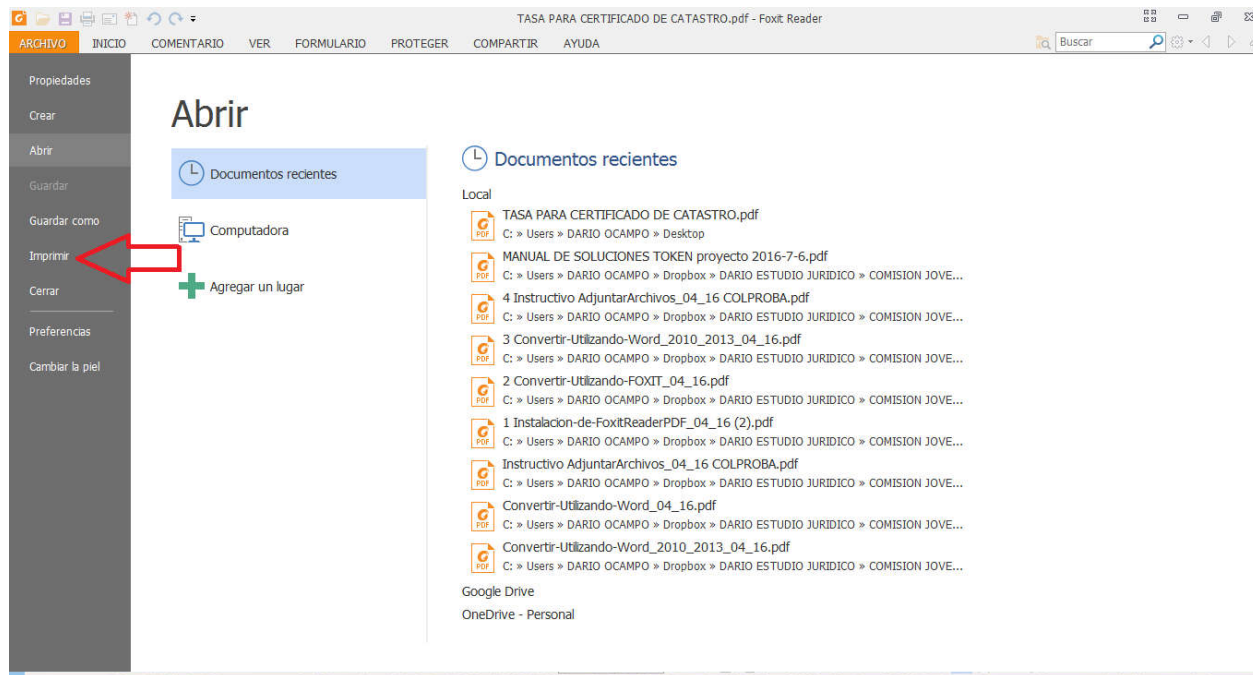 TASA PARA CERTIFICADO DE CATASTRO.pdf - Foxit Reader
ARCHIVO INICIO COMENTARIO VER FORMULARIO PROTEGER COMPARTIR AYUDA Buscar
Propiedades
Crear
Abrir
Guardar
Guardar como
Imprimir
Cerrar
Preferencias
Cambiar la piel
Abrir
Documentos recientes
Computadora
Agregar un lugar
Documentos recientes
Local
TASA PARA CERTIFICADO DE CATASTRO.pdf
C: » Users » DARIO OCAMPO » Desktop
MANUAL DE SOLUCIONES TOKEN proyecto 2016-7-6.pdf
C: » Users » DARIO OCAMPO » Dropbox » DARIO ESTUDIO JURIDICO » COMISION JOVE...
4 Instructivo AdjuntarArchivos_04_16 COLPROBA.pdf
C: » Users » DARIO OCAMPO » Dropbox » DARIO ESTUDIO JURIDICO » COMISION JOVE...
3 Convertir-Utilizando-Word_2010_2013_04_16.pdf
C: » Users » DARIO OCAMPO » Dropbox » DARIO ESTUDIO JURIDICO » COMISION JOVE...
2 Convertir-Utilizando-FOXIT_04_16.pdf
C: » Users » DARIO OCAMPO » Dropbox » DARIO ESTUDIO JURIDICO » COMISION JOVE...
1 Instalacion-de-FoxitReaderPDF_04_16 (2).pdf
C: » Users » DARIO OCAMPO » Dropbox » DARIO ESTUDIO JURIDICO » COMISION JOVE...
Instructivo AdjuntarArchivos_04_16 COLPROBA.pdf
C: » Users » DARIO OCAMPO » Dropbox » DARIO ESTUDIO JURIDICO » COMISION JOVE...
Convertir-Utilizando-Word_04_16.pdf
C: » Users » DARIO OCAMPO » Dropbox » DARIO ESTUDIO JURIDICO » COMISION JOVE...
Convertir-Utilizando-Word_2010_2013_04_16.pdf
C: » Users » DARIO OCAMPO » Dropbox » DARIO ESTUDIO JURIDICO » COMISION JOVE...
Google Drive
OneDrive - Personal